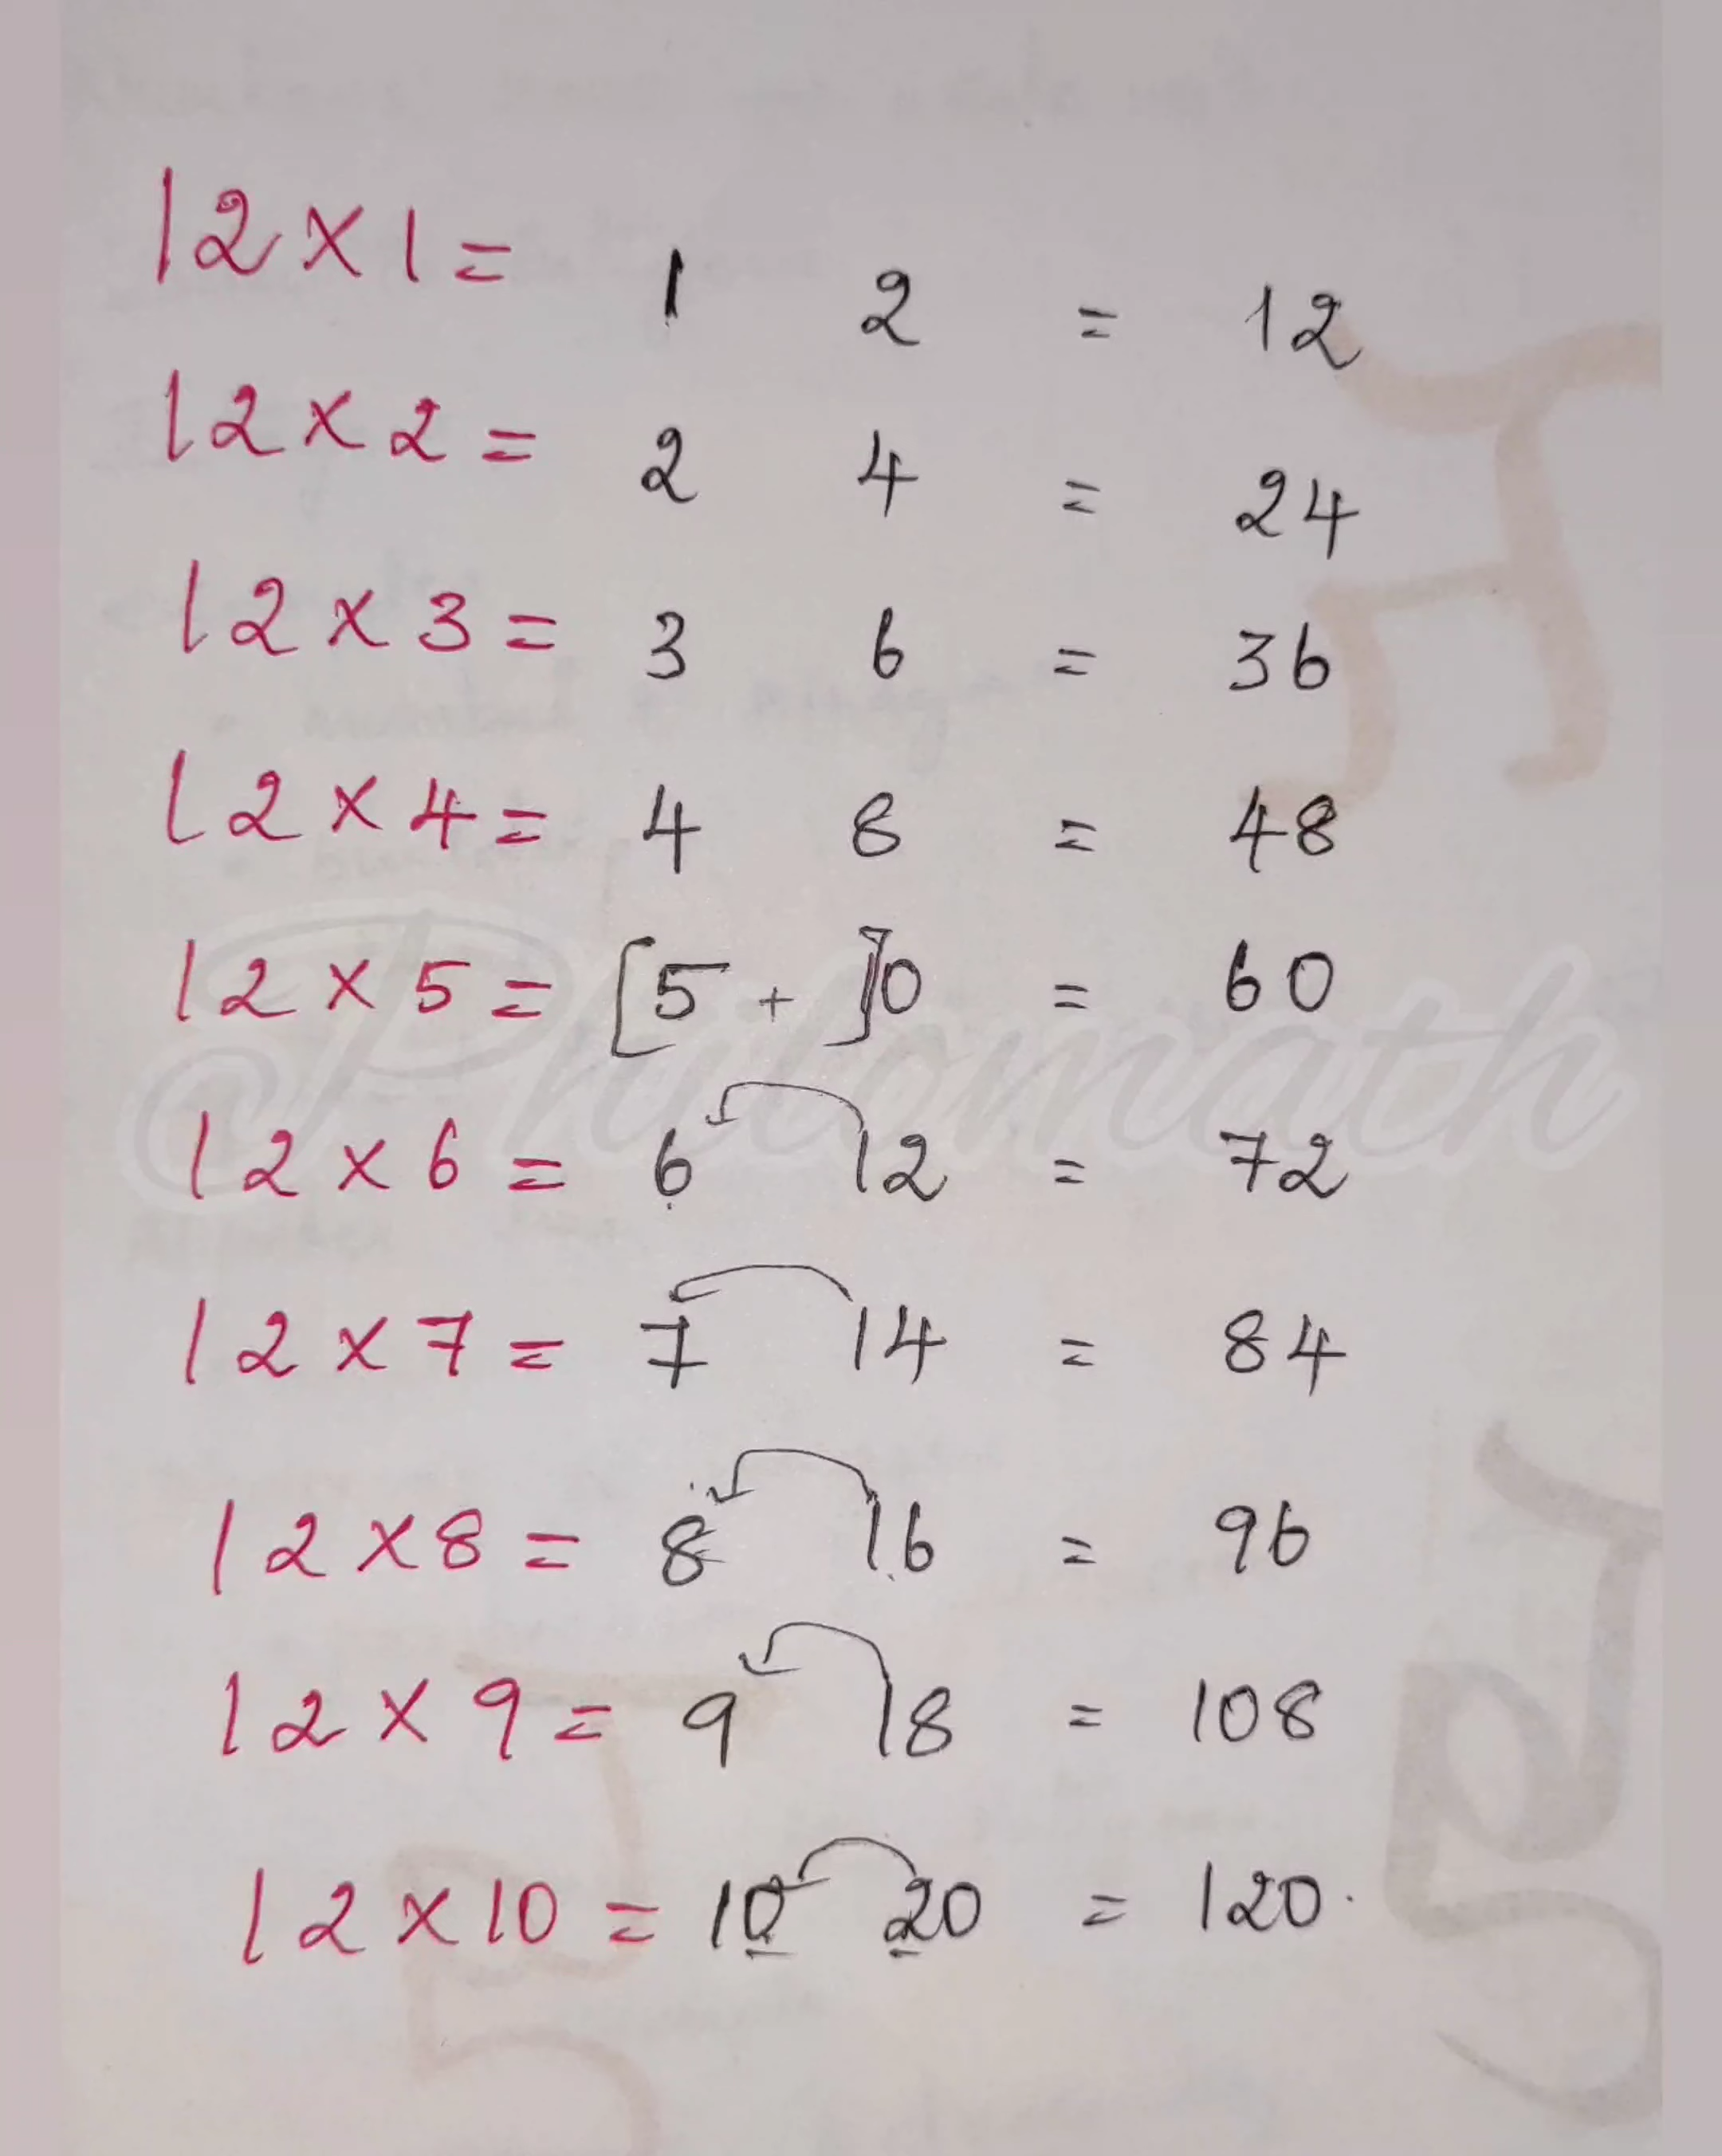 12 × 1 = 1 2 = 12
12 × 2 = 2 4 = 24
12 × 3 = 3 6 = 36
12 × 4 = 4 8 = 48
12 × 5 = [5 + 1]0 = 60
@Philomath
12 × 6 = 6 12 = 72
12 × 7 = 7 14 = 84
12 × 8 = 8 16 = 96
12 × 9 = 9 18 = 108
12 × 10 = 10 20 = 120.